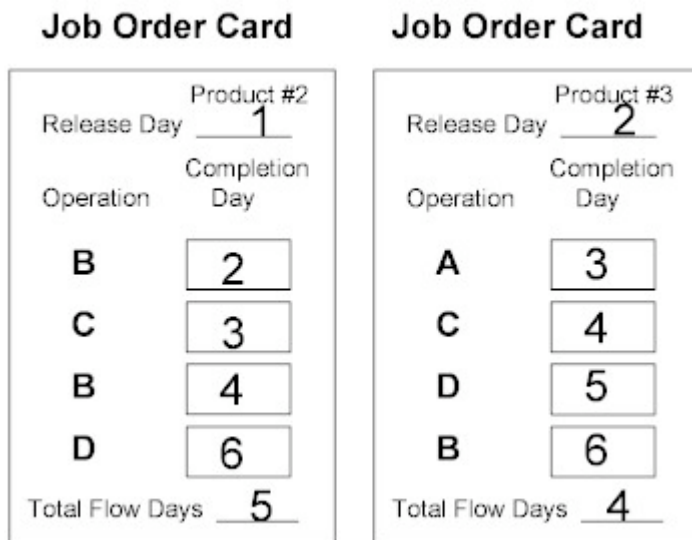 Job Order Card
Product #2
Release Day 1
Operation Completion Day
B 2
C 3
B 4
D 6
Total Flow Days 5
Job Order Card
Product #3
Release Day 2
Operation Completion Day
A 3
C 4
D 5
B 6
Total Flow Days 4